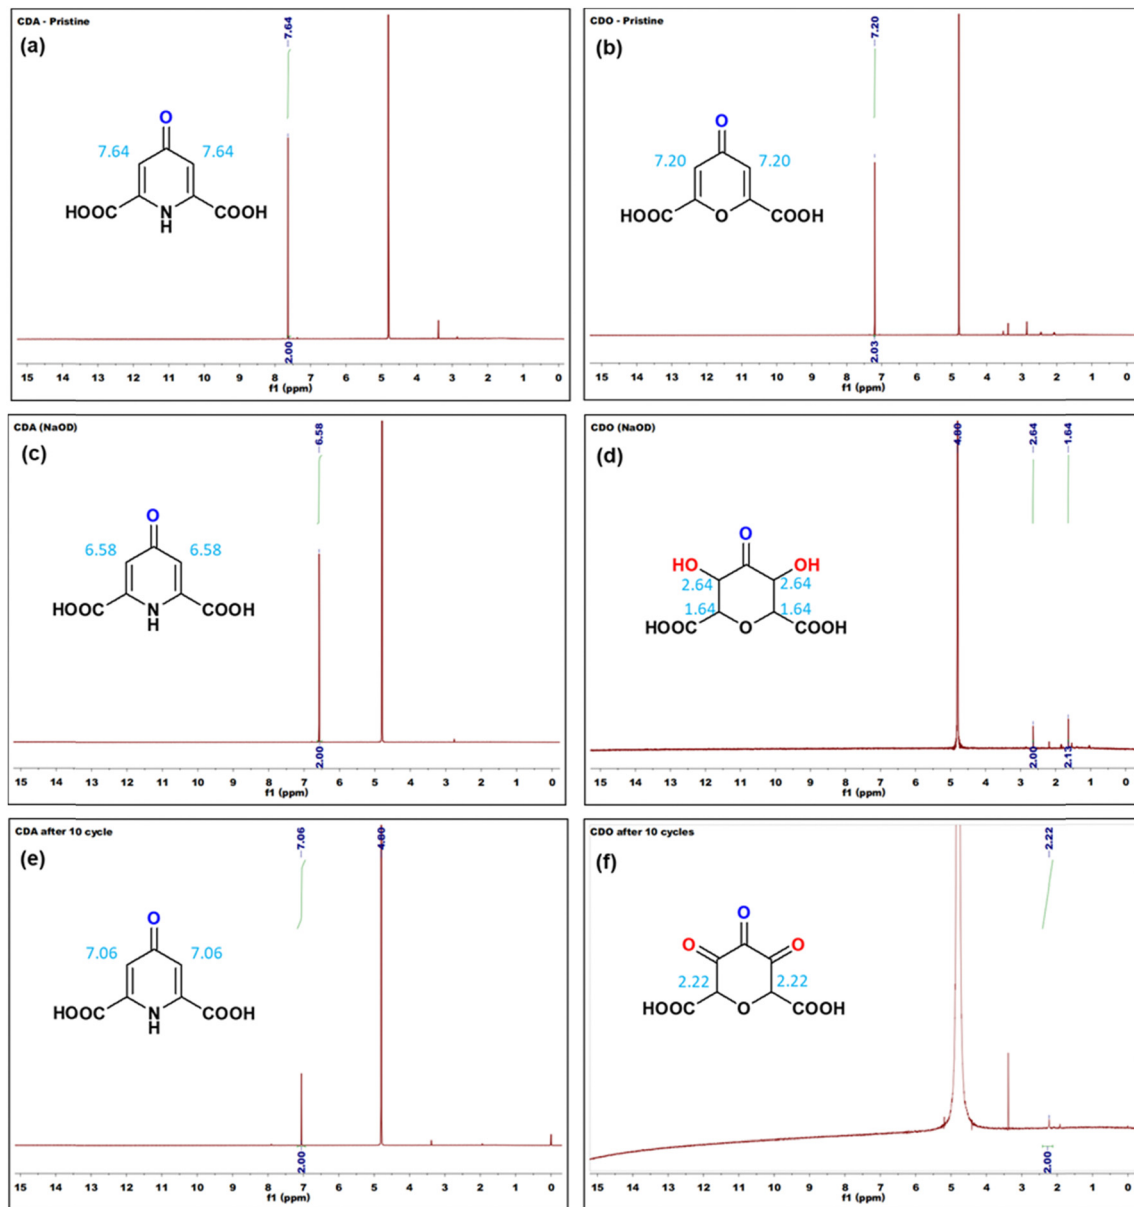 CDA - Pristine
(a)
7.64
O
7.64 7.64
HOOC N COOH
H
2.00
15 14 13 12 11 10 9 8 7 6 5 4 3 2 1 0
f1 (ppm)
CDO - Pristine
(b)
7.20
O
7.20 7.20
HOOC O COOH
2.03
15 14 13 12 11 10 9 8 7 6 5 4 3 2 1 0
f1 (ppm)
CDA (NaOD)
(c)
6.58
O
6.58 6.58
HOOC N COOH
H
2.00
15 14 13 12 11 10 9 8 7 6 5 4 3 2 1 0
f1 (ppm)
CDO (NaOD)
(d)
4.80
2.64
1.64
O
HO OH
2.64 2.64
1.64 1.64
HOOC O COOH
2.00
2.13
15 14 13 12 11 10 9 8 7 6 5 4 3 2 1 0
f1 (ppm)
CDA after 10 cycle
(e)
7.06
4.80
O
7.06 7.06
HOOC N COOH
H
2.00
15 14 13 12 11 10 9 8 7 6 5 4 3 2 1 0
f1 (ppm)
CDO after 10 cycles
(f)
2.22
O
O O
2.22 2.22
HOOC O COOH
2.00
15 14 13 12 11 10 9 8 7 6 5 4 3 2 1 0
f1 (ppm)